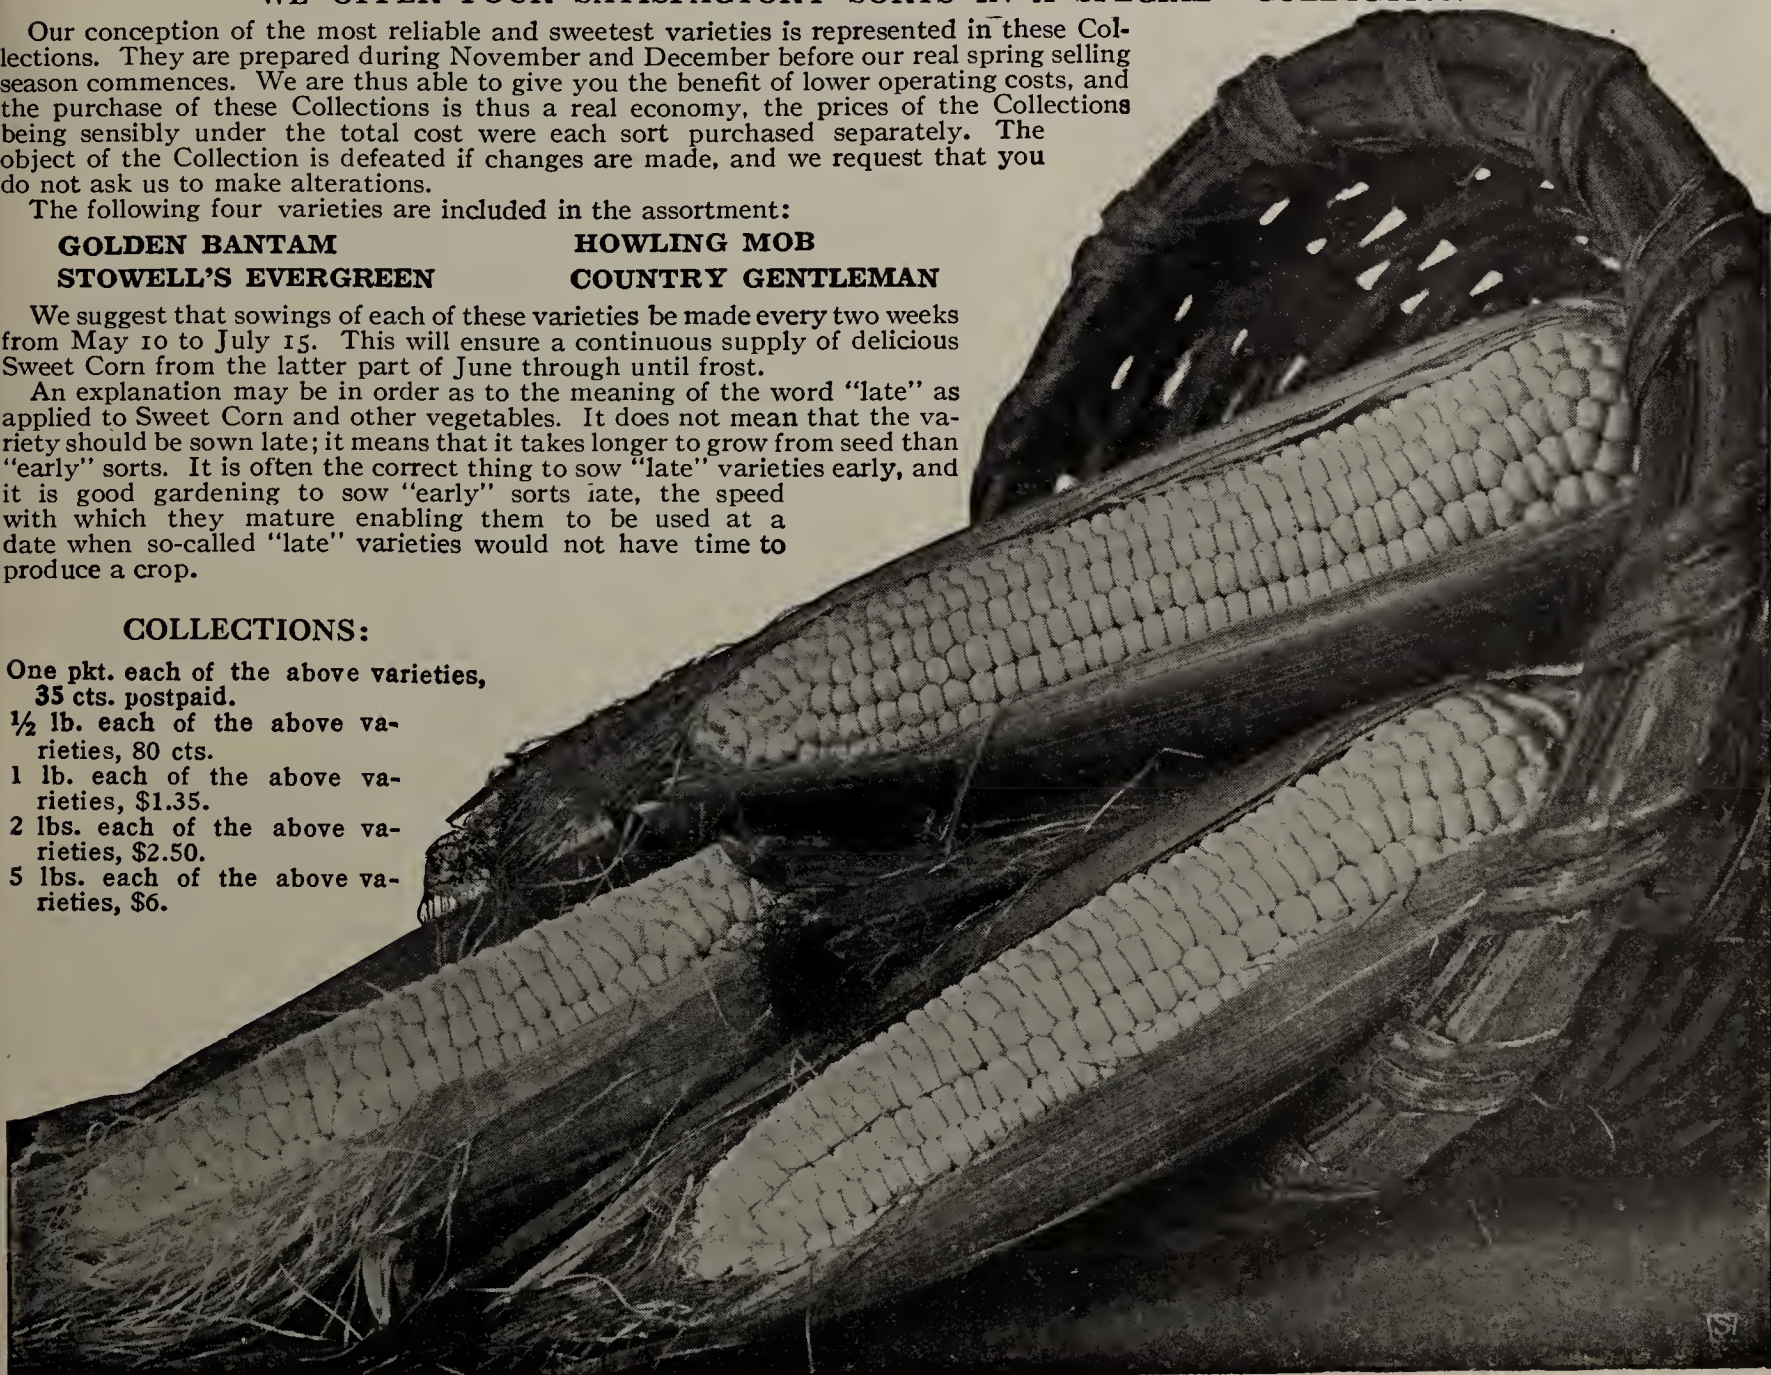 WE OFFER FOUR SATISFACTORY SORTS IN A SPECIAL COLLECTION
Our conception of the most reliable and sweetest varieties is represented in these Col-
lections. They are prepared during November and December before our real spring selling
season commences. We are thus able to give you the benefit of lower operating costs, and
the purchase of these Collections is thus a real economy, the prices of the Collections
being sensibly under the total cost were each sort purchased separately. The
object of the Collection is defeated if changes are made, and we request that you
do not ask us to make alterations.
The following four varieties are included in the assortment:
GOLDEN BANTAM HOWLING MOB
STOWELL'S EVERGREEN COUNTRY GENTLEMAN
We suggest that sowings of each of these varieties be made every two weeks
from May 10 to July 15. This will ensure a continuous supply of delicious
Sweet Corn from the latter part of June through until frost.
An explanation may be in order as to the meaning of the word "late" as
applied to Sweet Corn and other vegetables. It does not mean that the va-
riety should be sown late; it means that it takes longer to grow from seed than
"early" sorts. It is often the correct thing to sow "late" varieties early, and
it is good gardening to sow "early" sorts late, the speed
with which they mature enabling them to be used at a
date when so-called "late" varieties would not have time to
produce a crop.
COLLECTIONS:
One pkt. each of the above varieties,
35 cts. postpaid.
½ lb. each of the above va-
rieties, 80 cts.
1 lb. each of the above va-
rieties, $1.35.
2 lbs. each of the above va-
rieties, $2.50.
5 lbs. each of the above va-
rieties, $6.
S